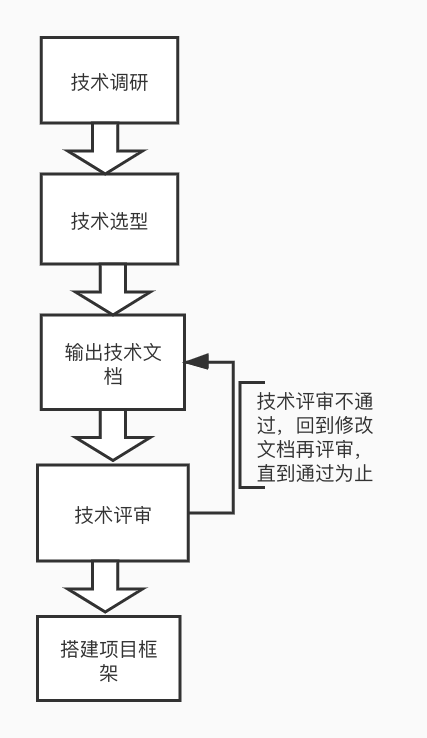 技术调研
技术选型
输出技术文
档
技术评审不通
过，回到修改
文档再评审，
直到通过为止
技术评审
搭建项目框
架